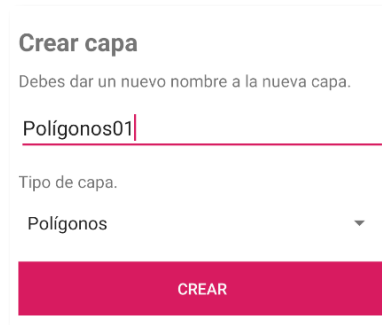 Crear capa
Debes dar un nuevo nombre a la nueva capa.
Polígonos01
Tipo de capa.
Polígonos
CREAR